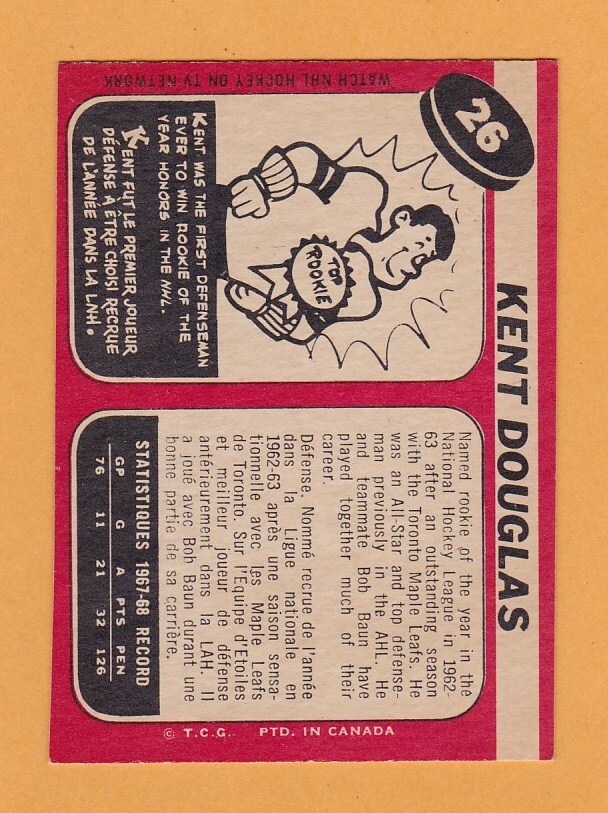 26
KENT DOUGLAS
WATCH NHL HOCKEY ON TV NETWORK
TOP
ROOKIE
KENT WAS THE FIRST DEFENSEMAN
EVER TO WIN ROOKIE OF THE
YEAR HONORS IN THE NHL.
KENT FUT LE PREMIER JOUEUR
DÉFENSE À ÊTRE CHOISI RECRUE
DE L'ANNÉE DANS LA LNH.
Named rookie of the year in the
National Hockey League in 1962-
63 after an outstanding season
with the Toronto Maple Leafs. He
was an All-Star and top defense-
man previously in the AHL. He
and teammate Bob Baun have
played together much of their
career.
Défense. Nommé recrue de l'année
dans la Ligue nationale en
1962-63 après une saison sensa-
tionnelle avec les Maple Leafs
de Toronto. Sur l'Equipe d'Etoiles
et meilleur joueur de défense
antérieurement dans la LAH. Il
a joué avec Bob Baun durant une
bonne partie de sa carrière.
STATISTIQUES 1967-68 RECORD
GP G A PTS PEN
76 11 21 32 126
© T.C.G. PTD. IN CANADA